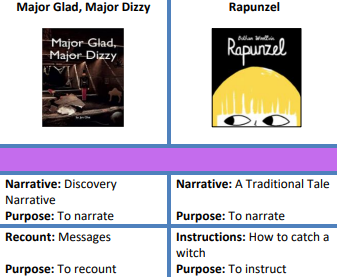 Major Glad, Major Dizzy
Rapunzel
Major Glad,
Major Dizzy
Bethan Woollvin
Rapunzel
Narrative: Discovery
Narrative
Purpose: To narrate
Narrative: A Traditional Tale
Purpose: To narrate
Recount: Messages
Purpose: To recount
Instructions: How to catch a
witch
Purpose: To instruct